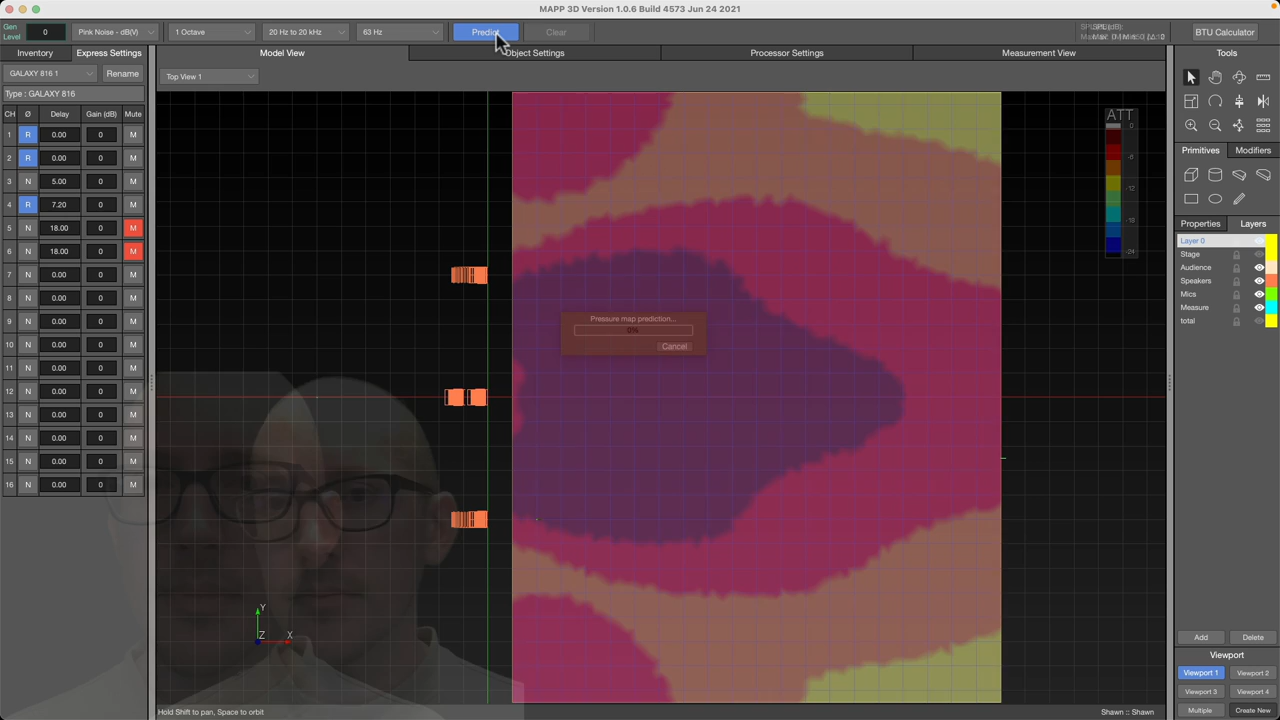 MAPP 3D Version 1.0.6 Build 4573 Jun 24 2021
Gen Level 0 Pink Noise - dB(V) 1 Octave 20 Hz to 20 kHz 63 Hz Predict Clear BTU Calculator
Inventory Express Settings Model View Object Settings Processor Settings Measurement View Tools
GALAXY 816 1 Rename Top View 1
Type : GALAXY 816
CH Ø Delay Gain (dB) Mute
1 R 0.00 0 M
2 R 0.00 0 M
3 N 5.00 0 M
4 R 7.20 0 M
5 N 18.00 0 M
6 N 18.00 0 M
7 N 0.00 0 M
8 N 0.00 0 M
9 N 0.00 0 M
10 N 0.00 0 M
11 N 0.00 0 M
12 N 0.00 0 M
13 N 0.00 0 M
14 N 0.00 0 M
15 N 0.00 0 M
16 N 0.00 0 M
ATT
0
-6
-12
-18
-24
Pressure map prediction...
0%
Cancel
Y
Z X
Hold Shift to pan, Space to orbit
Shawn :: Shawn
Primitives Modifiers
Properties Layers
Layer 0
Stage
Audience
Speakers
Mics
Measure
total
Add Delete
Viewport
Viewport 1 Viewport 2
Viewport 3 Viewport 4
Multiple Create New